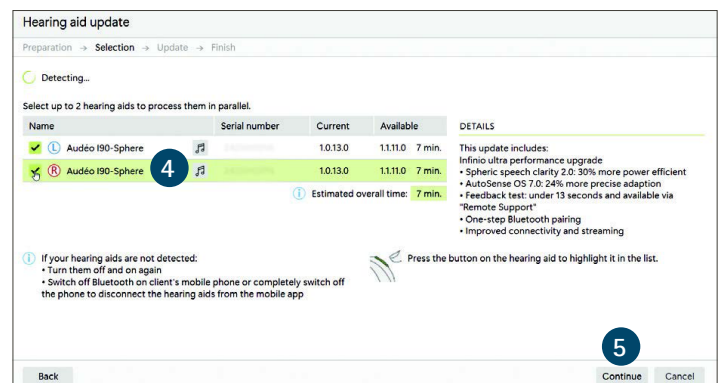 Hearing aid update
Preparation → Selection → Update → Finish
Detecting...
Select up to 2 hearing aids to process them in parallel.
Name Serial number Current Available
L Audéo I90-Sphere 1.0.13.0 1.1.11.0 7 min.
R Audéo I90-Sphere 4 1.0.13.0 1.1.11.0 7 min.
i Estimated overall time: 7 min.
DETAILS
This update includes:
Infinio ultra performance upgrade
• Spheric speech clarity 2.0: 30% more power efficient
• AutoSense OS 7.0: 24% more precise adaption
• Feedback test: under 13 seconds and available via
"Remote Support"
• One-step Bluetooth pairing
• Improved connectivity and streaming
i If your hearing aids are not detected:
• Turn them off and on again
• Switch off Bluetooth on client's mobile phone or completely switch off
the phone to disconnect the hearing aids from the mobile app
Press the button on the hearing aid to highlight it in the list.
5
Back Continue Cancel